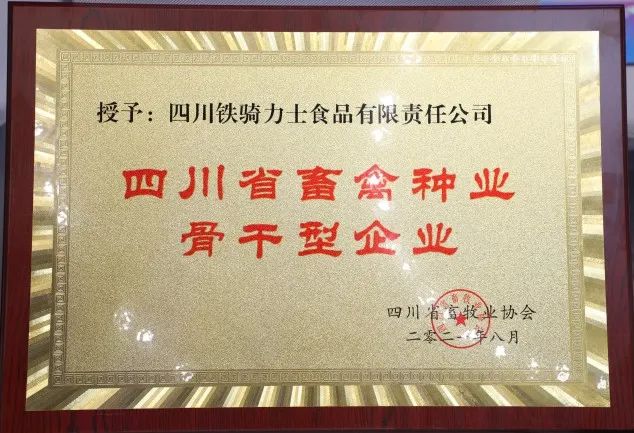 授予：四川铁骑力士食品有限责任公司
四川省畜禽种业
骨干型企业
四川省畜牧业协会
二零二一年八月